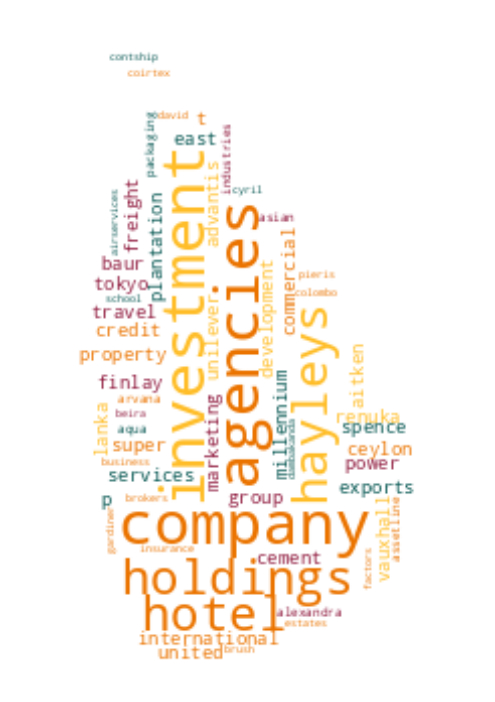 contship
coirtex
david
t
packaging
east
industries
cyril
advantis
investment
asian
freight
airservices
plantation
agencies
baur
tokyo
school
travel
commercial
pieris
colombo
development
unilever
hayleys
credit
property
aitken
finlay
arvana
millennium
marketing
renuka
beira
lanka
aqua
spence
super
dambakanda
ceylon
business
power
services
exports
p
brokers
group
vauxhall
assetline
gardiner
company
insurance
cement
factors
holdings
hotel
alexandra
estates
international
united
brush